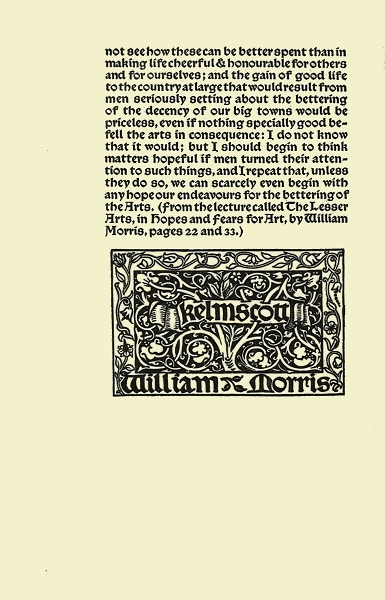 not see how these can be better spent than in
making life cheerful & honourable for others
and for ourselves; and the gain of good life
to the country at large that would result from
men seriously setting about the bettering
of the decency of our big towns would be
priceless, even if nothing specially good be-
fell the arts in consequence: I do not know
that it would; but I should begin to think
matters hopeful if men turned their atten-
tion to such things, and I repeat that, unless
they do so, we can scarcely even begin with
any hope our endeavours for the bettering of
the Arts. (From the lecture called The Lesser
Arts, in Hopes and Fears for Art, by William
Morris, pages 22 and 33.)
Kelmscott
William Morris